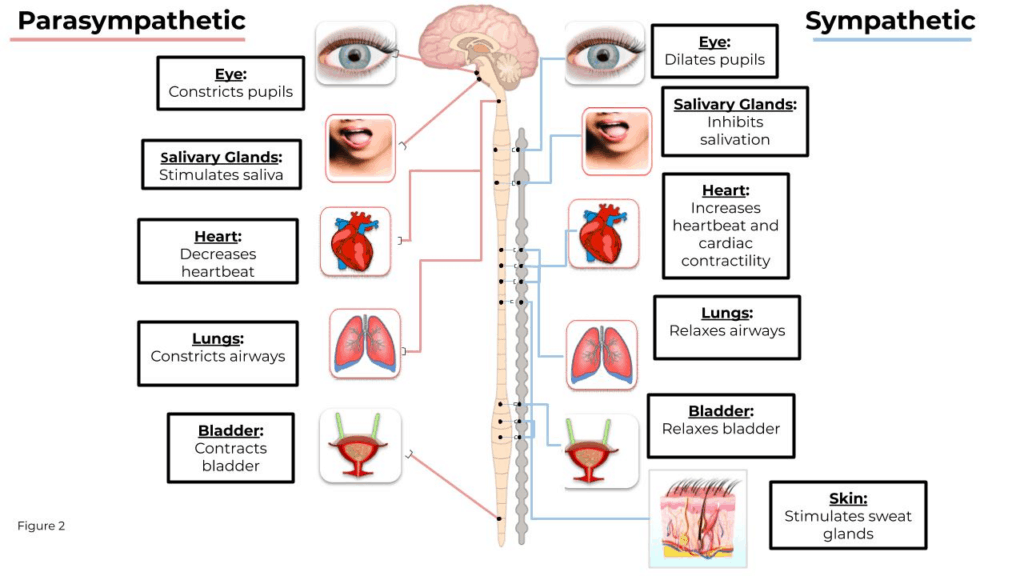 Parasympathetic
Sympathetic
Eye:
Constricts pupils
Salivary Glands:
Stimulates saliva
Heart:
Decreases
heartbeat
Lungs:
Constricts airways
Bladder:
Contracts
bladder
Figure 2
Eye:
Dilates pupils
Salivary Glands:
Inhibits
salivation
Heart:
Increases
heartbeat and
cardiac
contractility
Lungs:
Relaxes airways
Bladder:
Relaxes bladder
Skin:
Stimulates sweat
glands